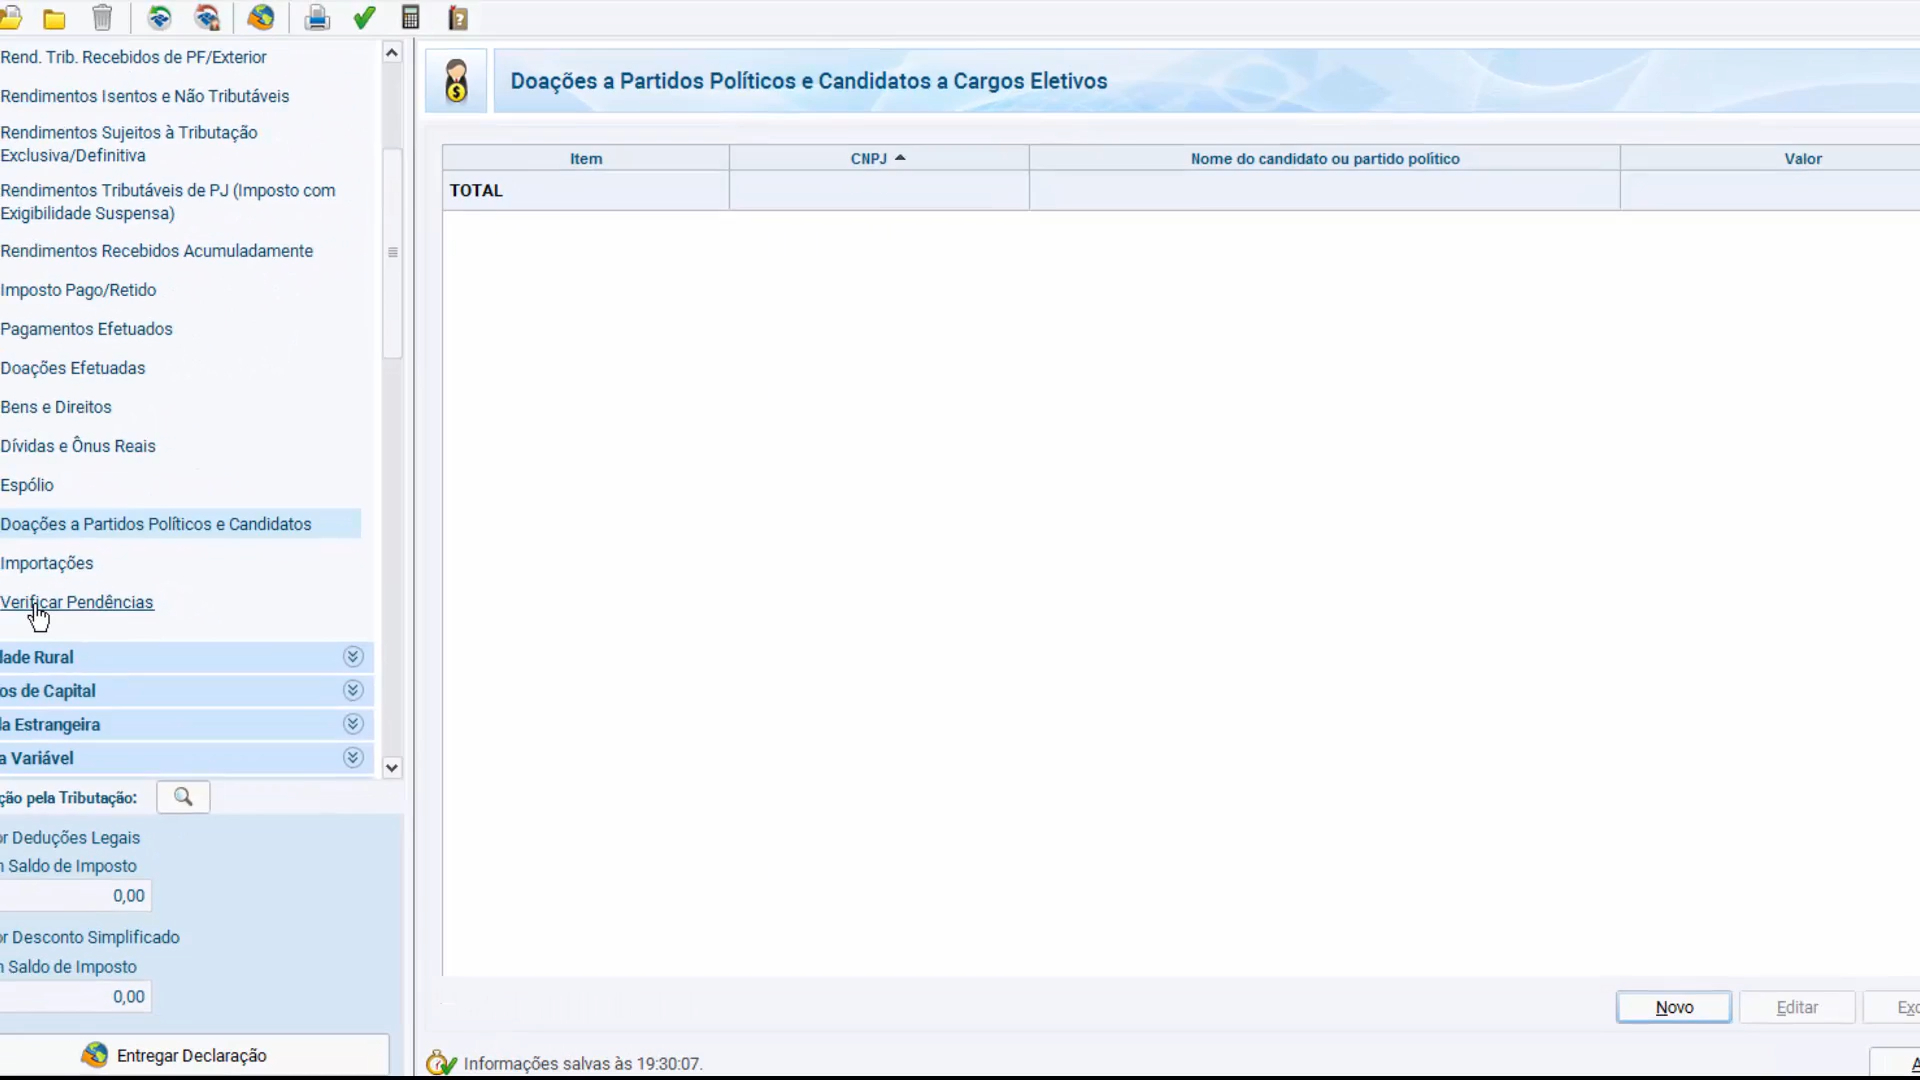 Rend. Trib. Recebidos de PF/Exterior
Rendimentos Isentos e Não Tributáveis
Rendimentos Sujeitos à Tributação
Exclusiva/Definitiva
Rendimentos Tributáveis de PJ (Imposto com
Exigibilidade Suspensa)
Rendimentos Recebidos Acumuladamente
Imposto Pago/Retido
Pagamentos Efetuados
Doações Efetuadas
Bens e Direitos
Dívidas e Ônus Reais
Espólio
Doações a Partidos Políticos e Candidatos
Importações
Verificar Pendências
dade Rural
os de Capital
da Estrangeira
a Variável
ção pela Tributação:
or Deduções Legais
Saldo de Imposto
0,00
or Desconto Simplificado
Saldo de Imposto
0,00
Entregar Declaração
Doações a Partidos Políticos e Candidatos a Cargos Eletivos
Item CNPJ Nome do candidato ou partido político Valor
TOTAL
Novo Editar Exc
Informações salvas às 19:30:07.